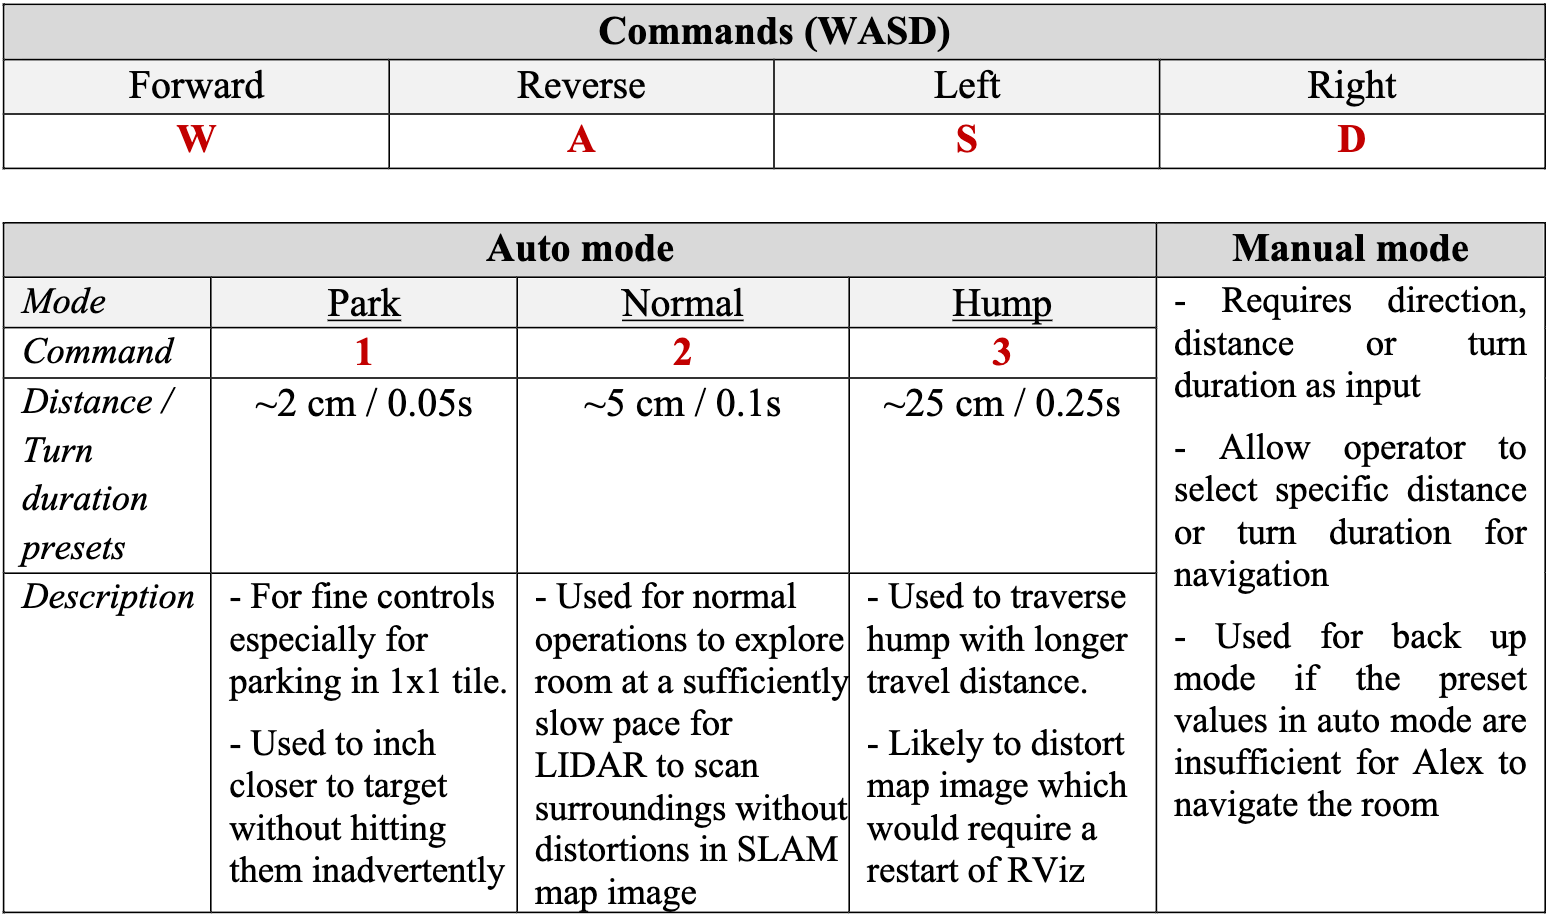 Commands (WASD)
Forward Reverse Left Right
W A S D
Auto mode Manual mode
Mode Park Normal Hump
Command 1 2 3
Distance / Turn duration presets
~2 cm / 0.05s ~5 cm / 0.1s ~25 cm / 0.25s
Description
- For fine controls
especially for
parking in 1x1 tile.
- Used to inch
closer to target
without hitting
them inadvertently
- Used for normal
operations to explore
room at a sufficiently
slow pace for
LIDAR to scan
surroundings without
distortions in SLAM
map image
- Used to traverse
hump with longer
travel distance.
- Likely to distort
map image which
would require a
restart of RViz
- Requires direction,
distance or turn
duration as input
- Allow operator to
select specific distance
or turn duration for
navigation
- Used for back up
mode if the preset
values in auto mode are
insufficient for Alex to
navigate the room